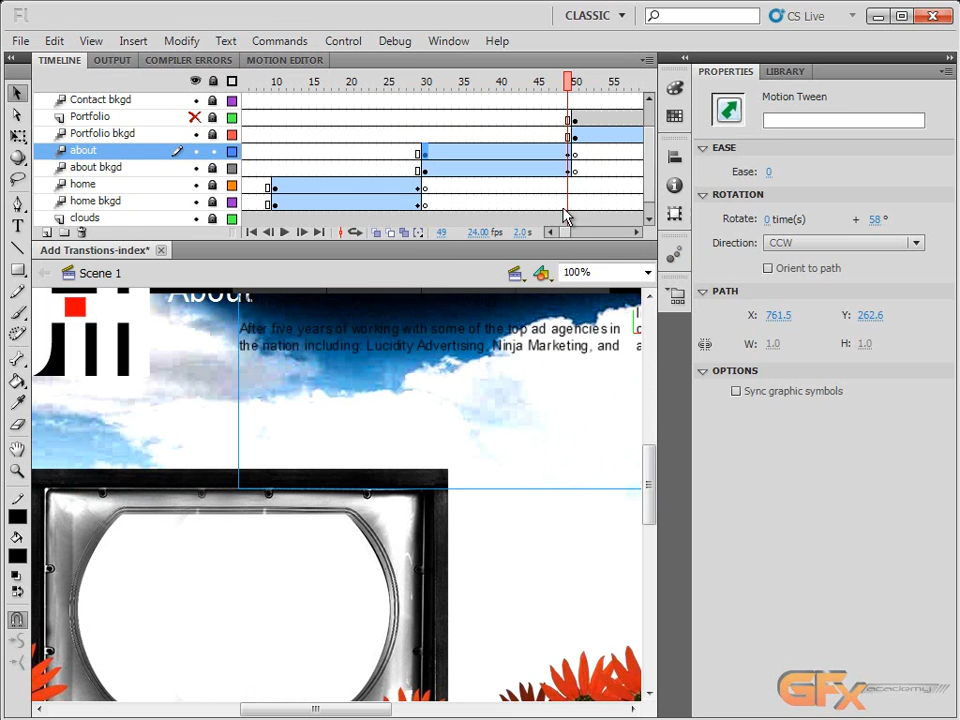 Fl
CLASSIC
CS Live
File Edit View Insert Modify Text Commands Control Debug Window Help
TIMELINE OUTPUT COMPILER ERRORS MOTION EDITOR
10 15 20 25 30 35 40 45 50 55
Contact bkgd
Portfolio
Portfolio bkgd
about
about bkgd
home
home bkgd
clouds
49 24.00 fps 2.0 s
Add Transtions-index*
Scene 1
100%
About
After five years of working with some of the top ad agencies in
the nation including: Lucidity Advertising, Ninja Marketing, and
PROPERTIES LIBRARY
Motion Tween
EASE
Ease: 0
ROTATION
Rotate: 0 time(s) + 58 °
Direction: CCW
Orient to path
PATH
X: 761.5 Y: 262.6
W: 1.0 H: 1.0
OPTIONS
Sync graphic symbols
GFx academy